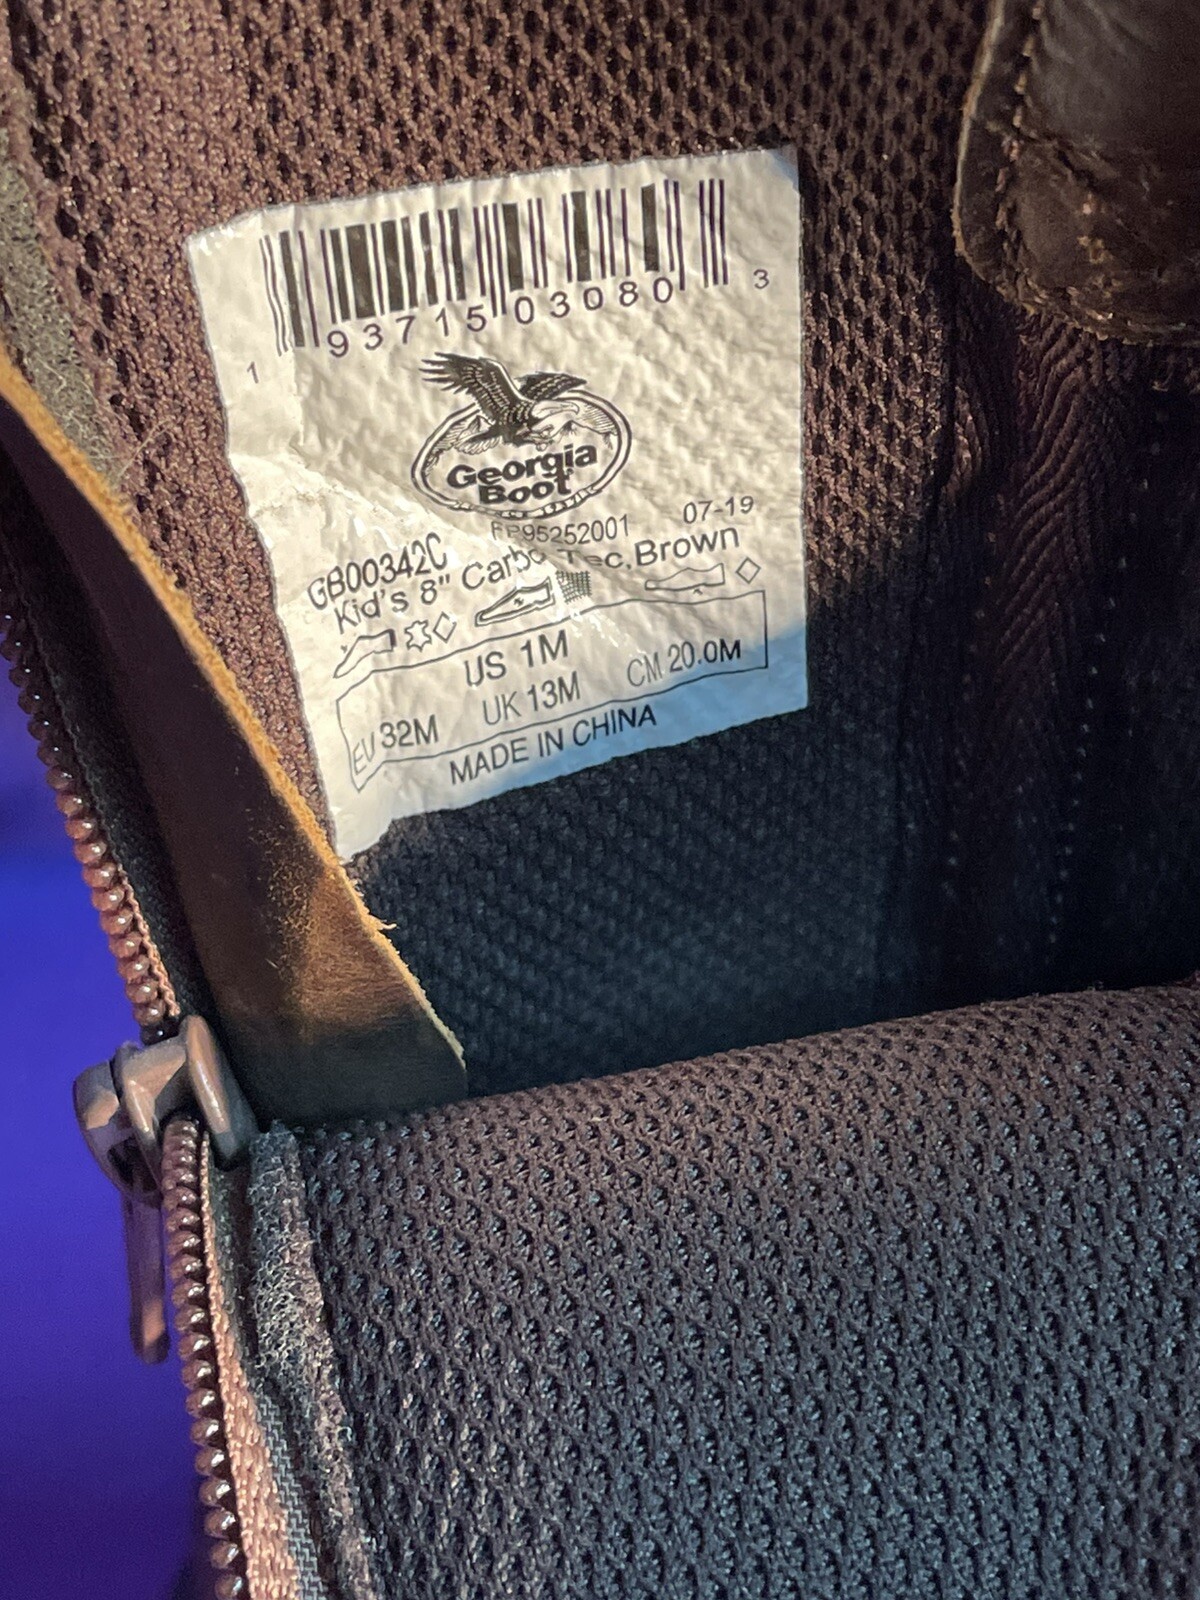 1 93715 03080 3
Georgia
Boot
FP95252001 07-19
GB00342C
Kid's 8" Carbo-Tec, Brown
US 1M
EU 32M UK 13M CM 20.0M
MADE IN CHINA